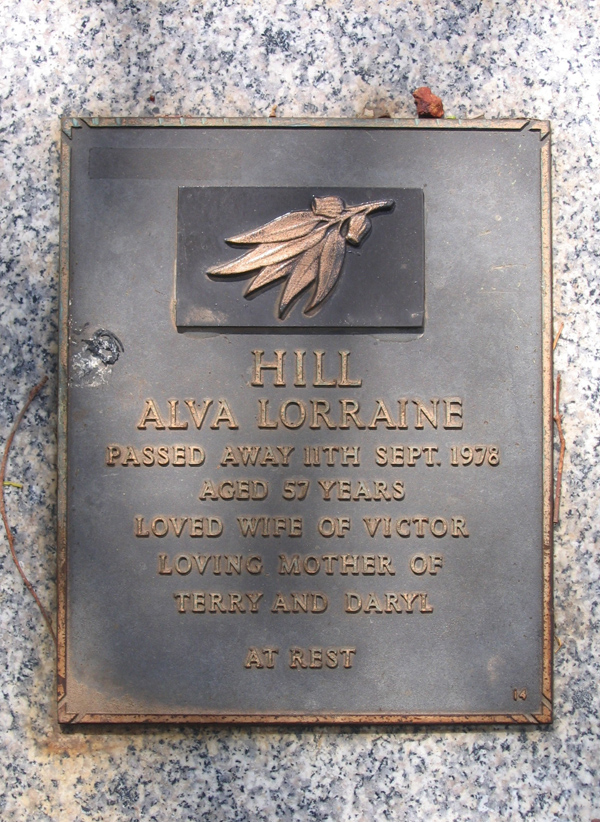 HILL
ALVA LORRAINE
PASSED AWAY 11TH SEPT. 1978
AGED 57 YEARS
LOVED WIFE OF VICTOR
LOVING MOTHER OF
TERRY AND DARYL
AT REST
14